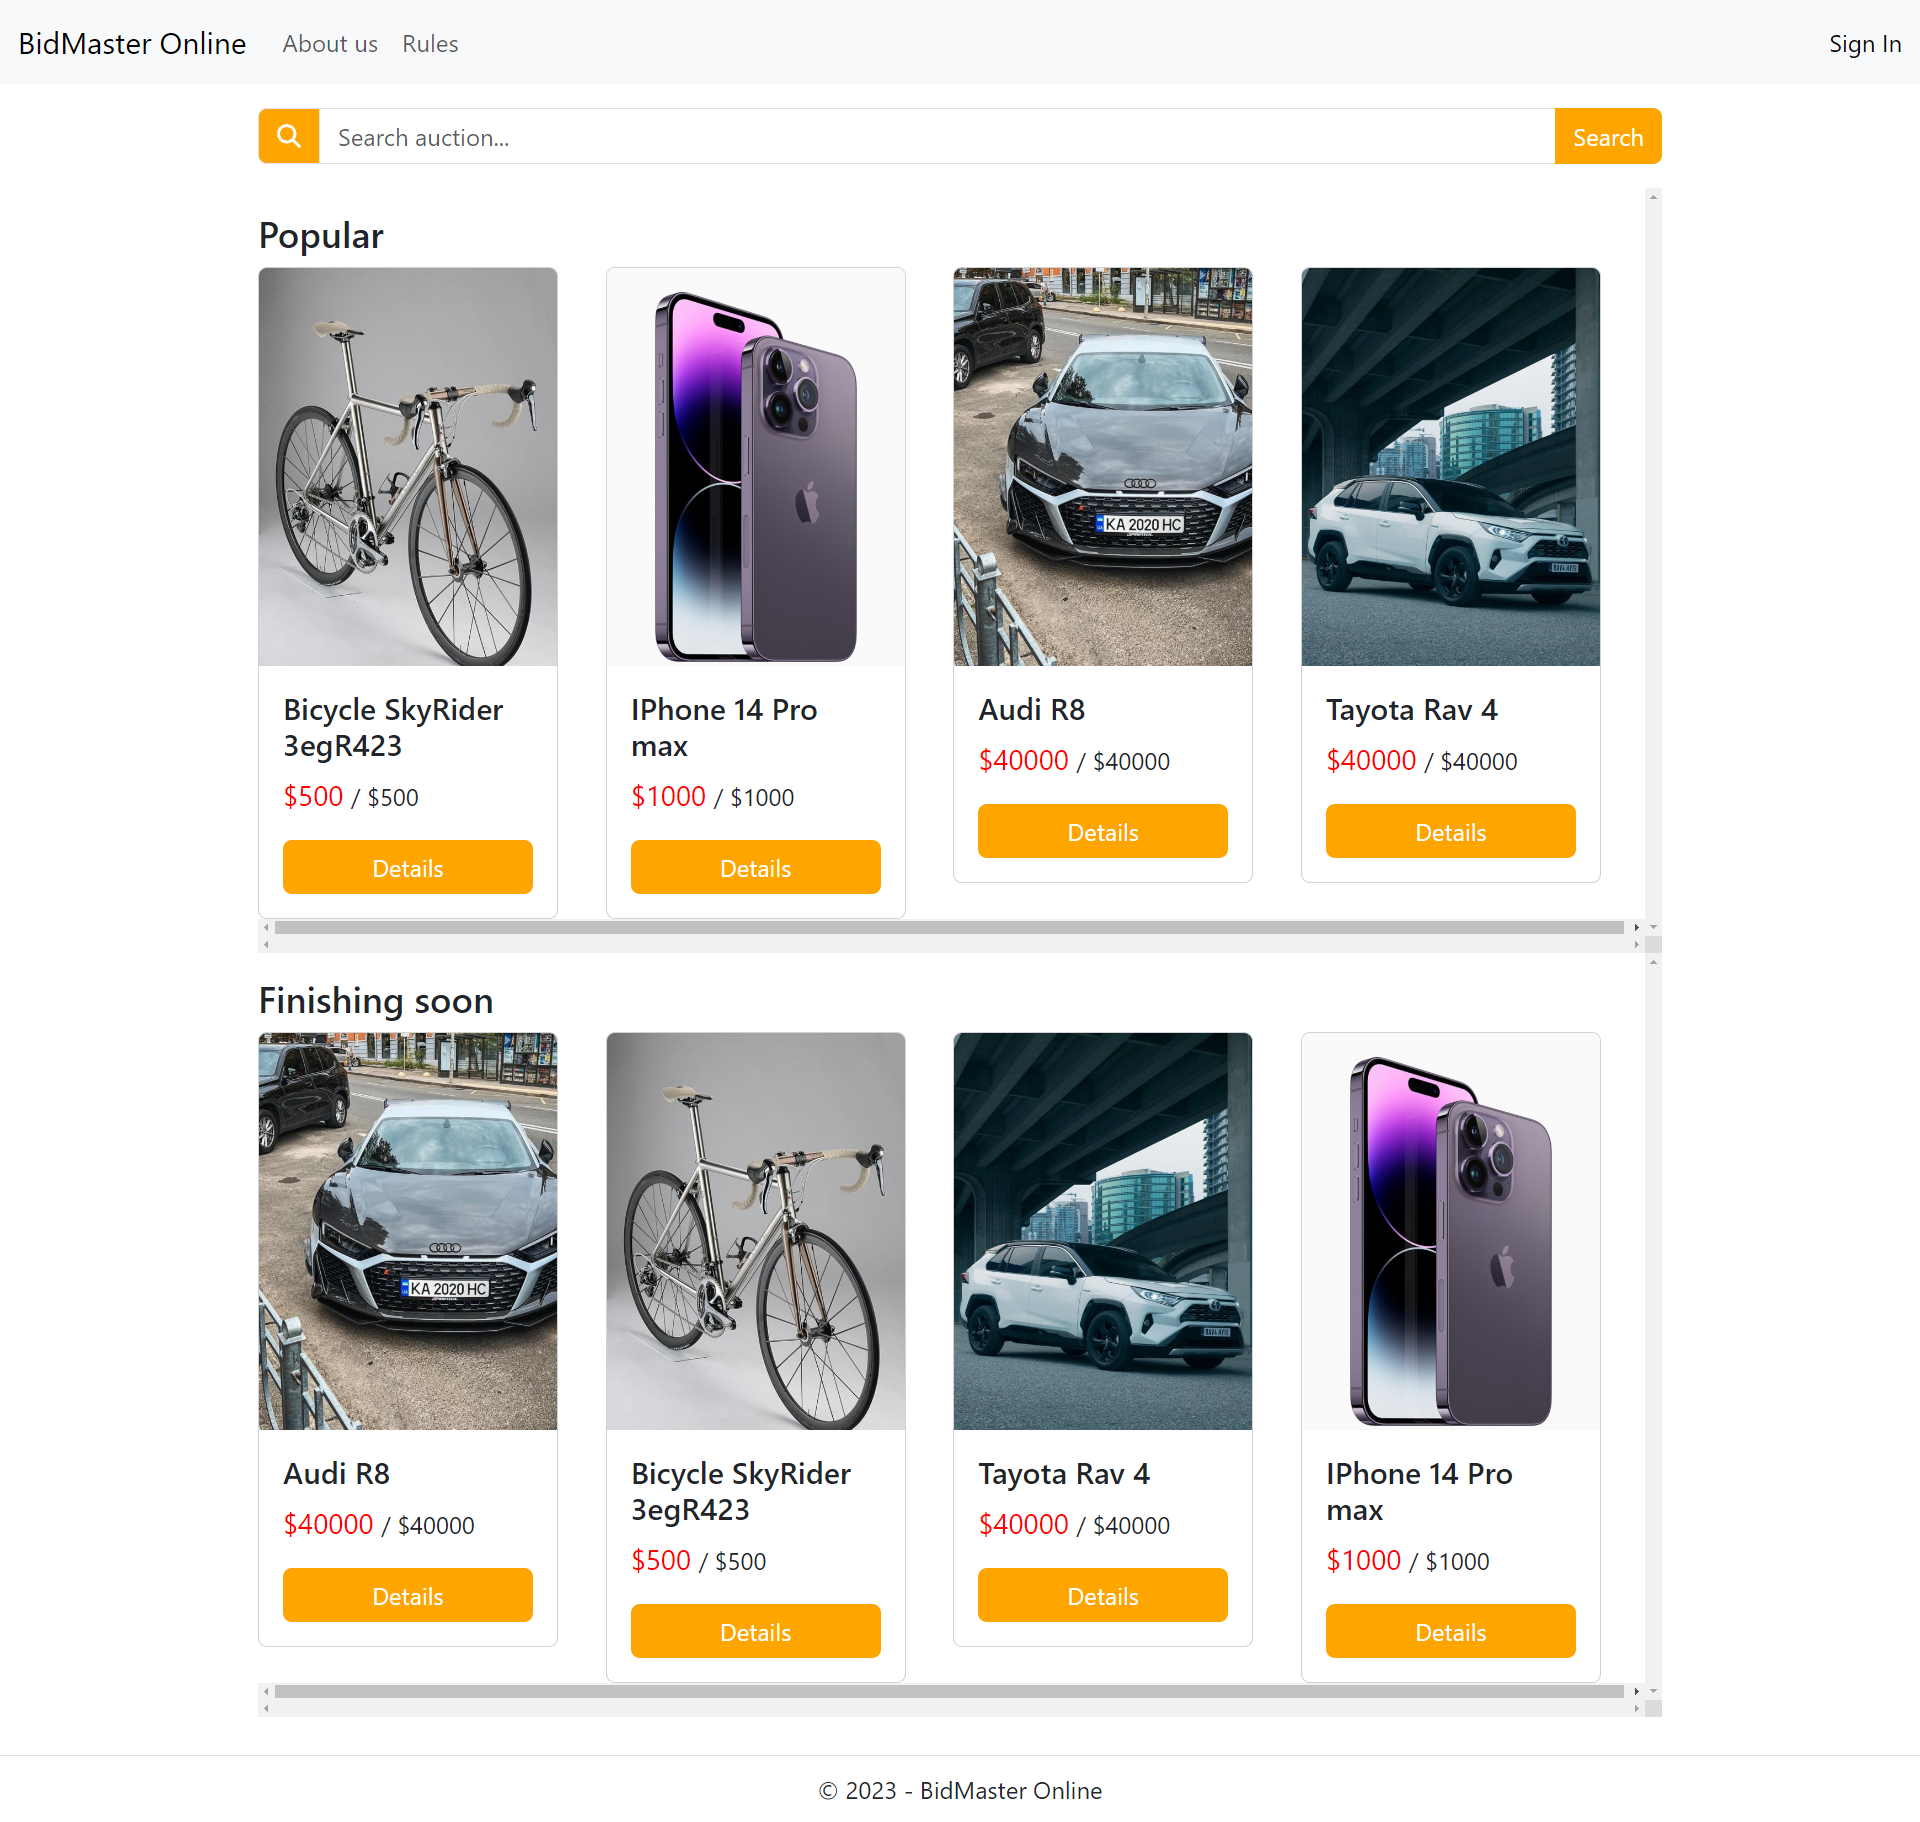 BidMaster Online About us Rules Sign In
Search auction... Search
Popular
KA 2020 HC
Bicycle SkyRider
3egR423
$500 / $500
Details
IPhone 14 Pro
max
$1000 / $1000
Details
Audi R8
$40000 / $40000
Details
Tayota Rav 4
$40000 / $40000
Details
Finishing soon
KA 2020 HC
Audi R8
$40000 / $40000
Details
Bicycle SkyRider
3egR423
$500 / $500
Details
Tayota Rav 4
$40000 / $40000
Details
IPhone 14 Pro
max
$1000 / $1000
Details
© 2023 - BidMaster Online